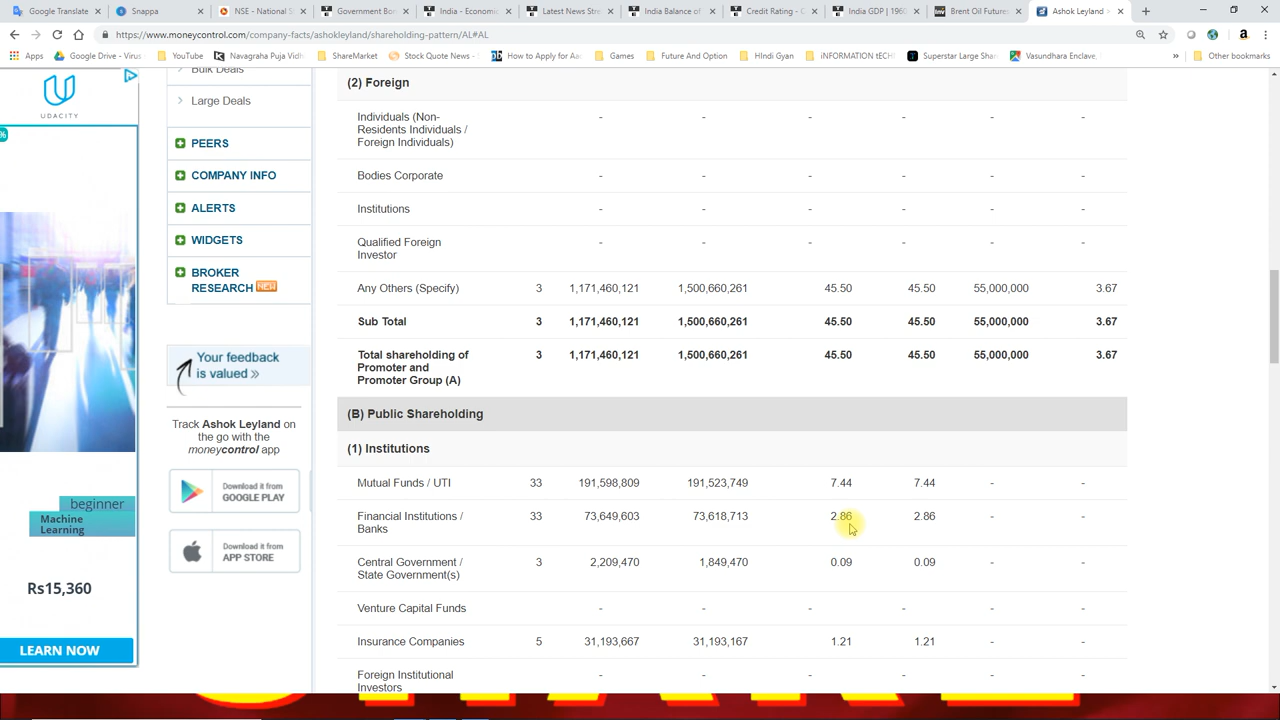 Google Translate
Snappa
NSE - National S
Government Bon
India - Economic
Latest News Stre
India Balance of
Credit Rating - C
India GDP | 1960
Brent Oil Futures
Ashok Leyland >
https://www.moneycontrol.com/company-facts/ashokleyland/shareholding-pattern/AL#AL
Apps
Google Drive - Virus
YouTube
Navagraha Puja Vidhi
ShareMarket
Stock Quote News -
How to Apply for Aad
Games
Future And Option
HIndi Gyan
iNFORMATION tECH
Superstar Large Shar
Vasundhara Enclave,
»
Other bookmarks
UDACITY
%
beginner
Machine
Learning
Rs15,360
LEARN NOW
Bulk Deals
Large Deals
PEERS
COMPANY INFO
ALERTS
WIDGETS
BROKER
RESEARCH NEW
Your feedback
is valued »
Track Ashok Leyland on
the go with the
moneycontrol app
Download it from
GOOGLE PLAY
Download it from
APP STORE
(2) Foreign
Individuals (Non- - - - - - -
Residents Individuals /
Foreign Individuals)
Bodies Corporate - - - - - -
Institutions - - - - - -
Qualified Foreign - - - - - -
Investor
Any Others (Specify) 3 1,171,460,121 1,500,660,261 45.50 45.50 55,000,000 3.67
Sub Total 3 1,171,460,121 1,500,660,261 45.50 45.50 55,000,000 3.67
Total shareholding of 3 1,171,460,121 1,500,660,261 45.50 45.50 55,000,000 3.67
Promoter and
Promoter Group (A)
(B) Public Shareholding
(1) Institutions
Mutual Funds / UTI 33 191,598,809 191,523,749 7.44 7.44 - -
Financial Institutions / 33 73,649,603 73,618,713 2.86 2.86 - -
Banks
Central Government / 3 2,209,470 1,849,470 0.09 0.09 - -
State Government(s)
Venture Capital Funds - - - - - -
Insurance Companies 5 31,193,667 31,193,167 1.21 1.21 - -
Foreign Institutional - - - - - -
Investors